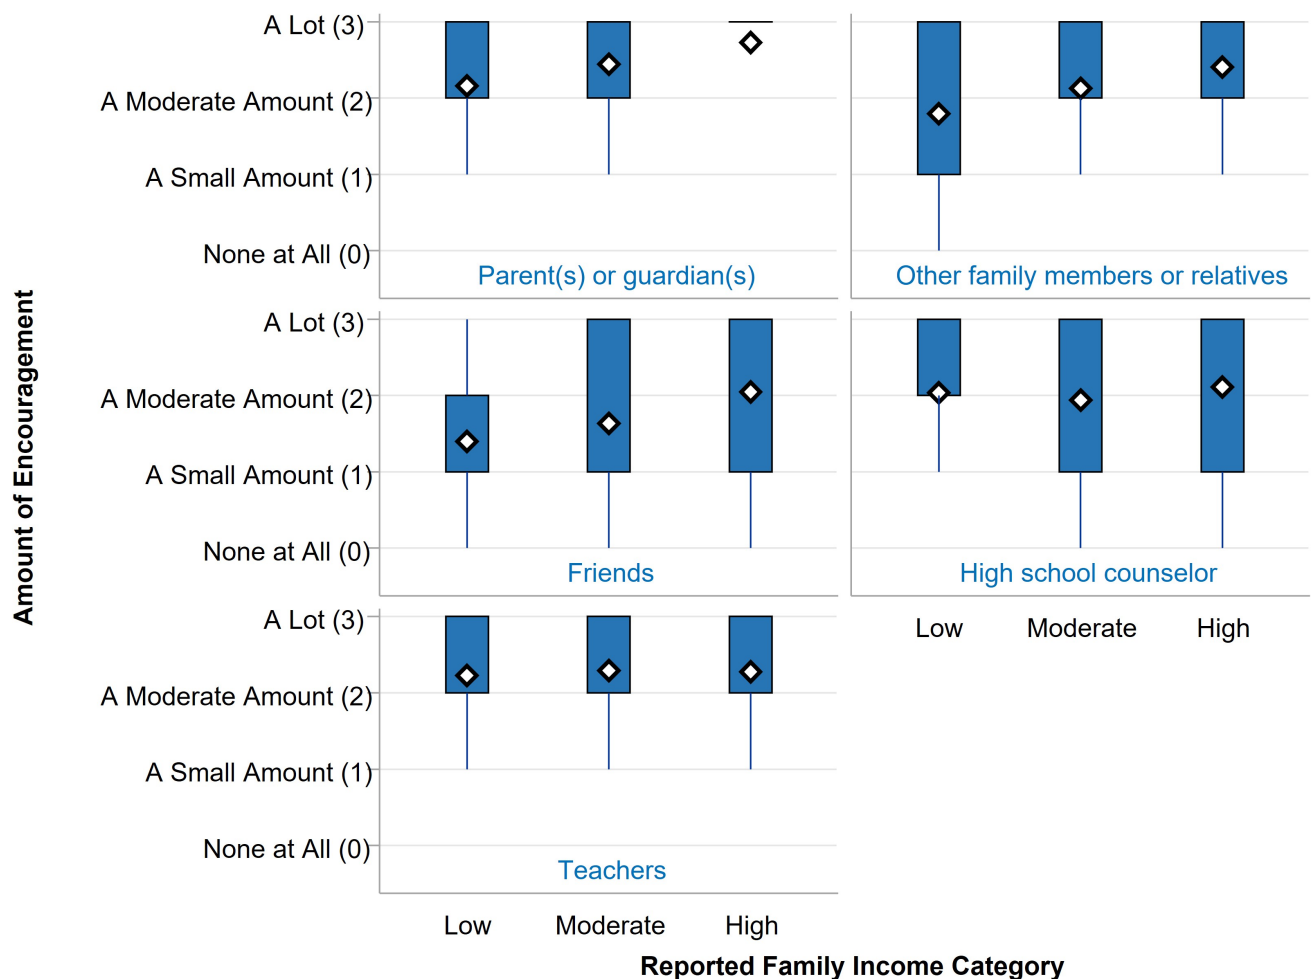 Amount of Encouragement
A Lot (3)
A Moderate Amount (2)
A Small Amount (1)
None at All (0)
Parent(s) or guardian(s)
Other family members or relatives
A Lot (3)
A Moderate Amount (2)
A Small Amount (1)
None at All (0)
Friends
High school counselor
A Lot (3)
A Moderate Amount (2)
A Small Amount (1)
None at All (0)
Teachers
Low Moderate High
Low Moderate High
Reported Family Income Category